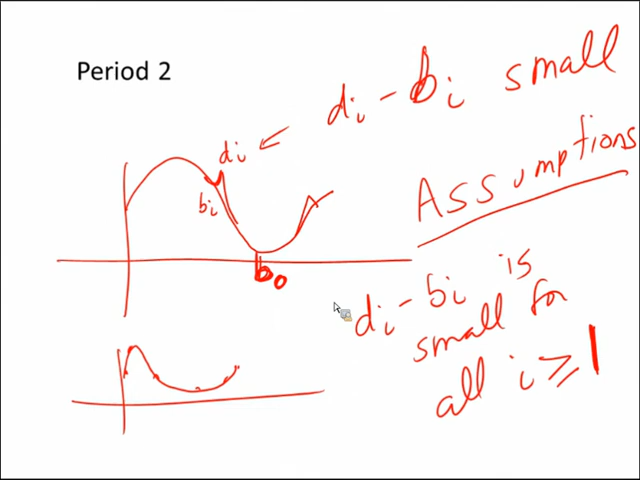 Period 2
di ← di - bi small
bi
b0
Assumptions
di - bi is
small for
all i ≥ 1